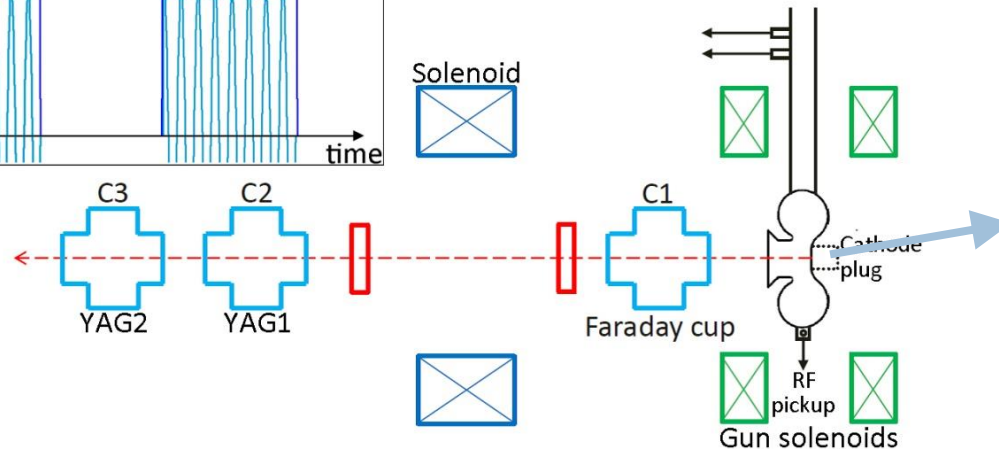 time
Solenoid
C3
C2
C1
Cathode
plug
YAG2
YAG1
Faraday cup
RF
pickup
Gun solenoids